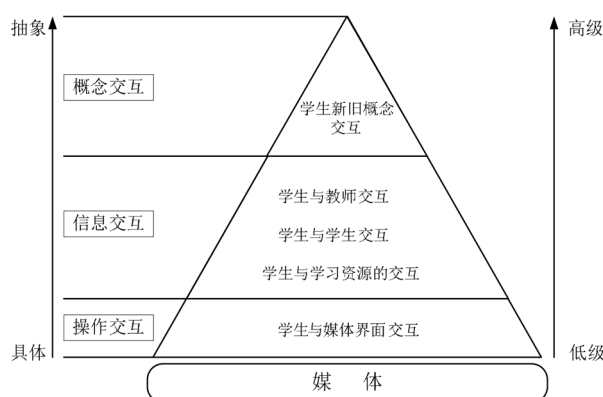 抽象
高级
概念交互
学生新旧概念
交互
信息交互
学生与教师交互
学生与学生交互
学生与学习资源的交互
操作交互
学生与媒体界面交互
具体
低级
媒 体